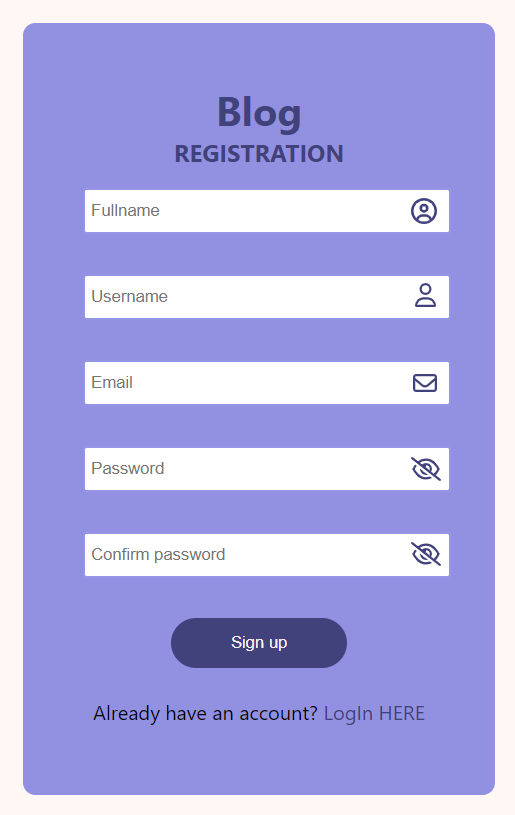 Blog
REGISTRATION
Fullname
Username
Email
Password
Confirm password
Sign up
Already have an account? LogIn HERE